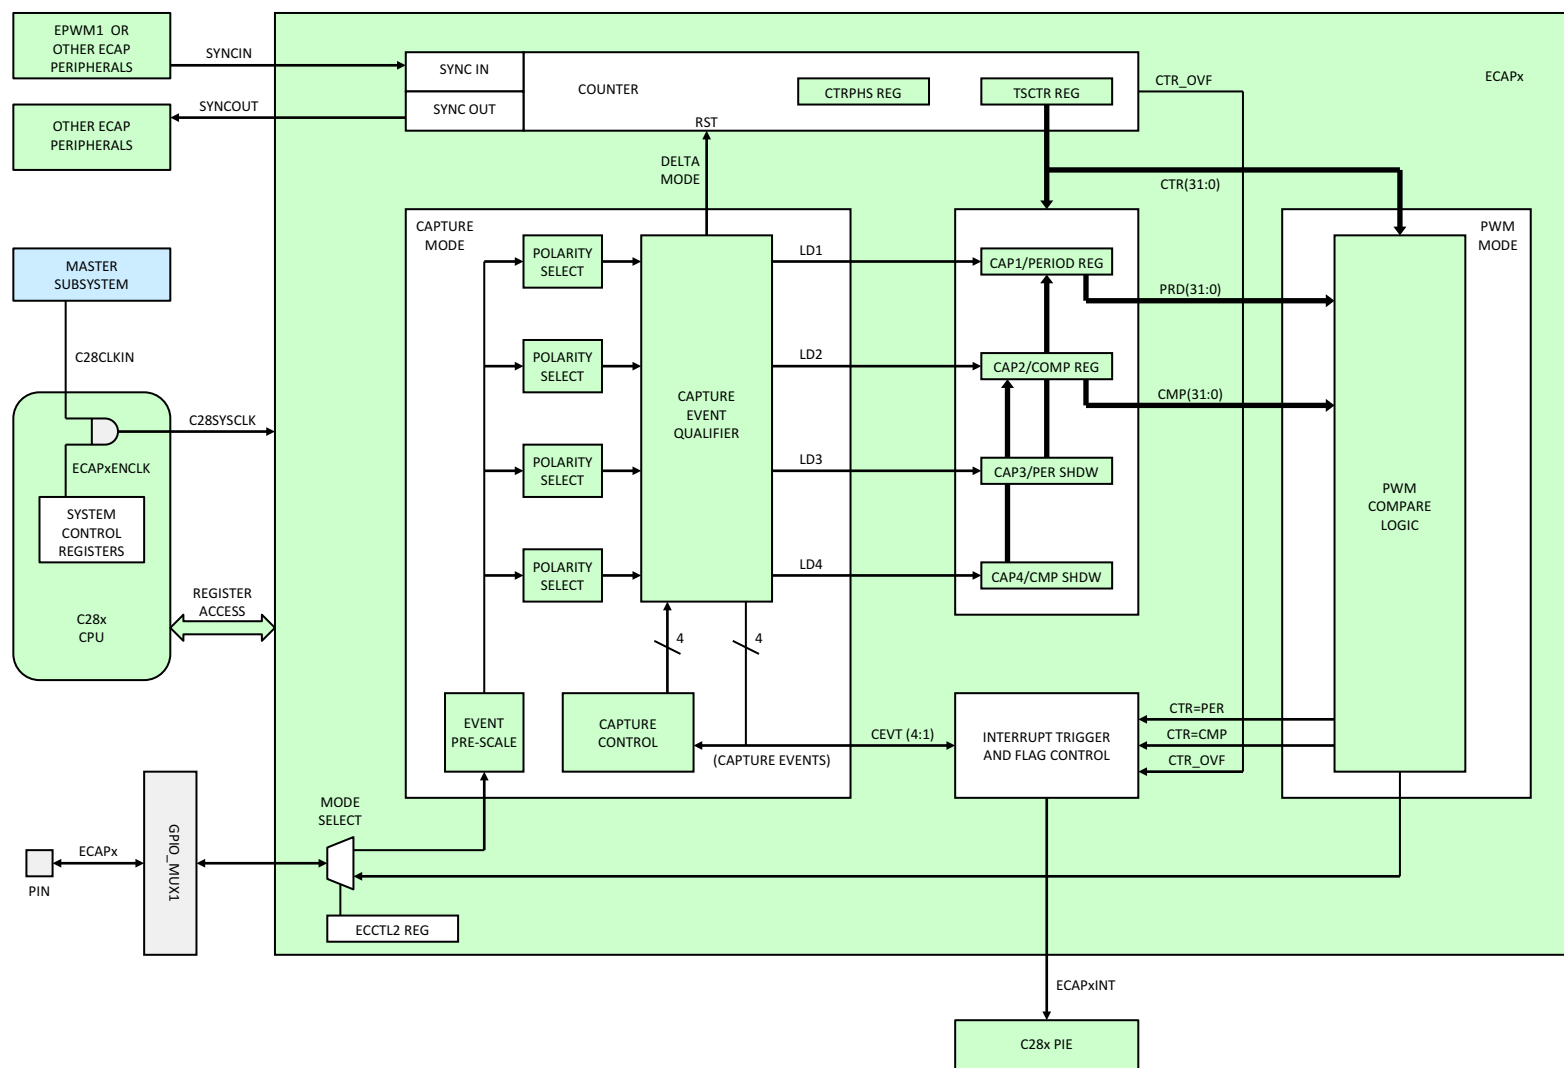 EPWM1 OR
OTHER ECAP
PERIPHERALS
SYNCIN
SYNC IN
COUNTER
CTRPHS REG
TSCTR REG
CTR_OVF
ECAPx
OTHER ECAP
PERIPHERALS
SYNCOUT
SYNC OUT
RST
DELTA
MODE
CTR(31:0)
CAPTURE
MODE
PWM
MODE
MASTER
SUBSYSTEM
POLARITY
SELECT
LD1
CAP1/PERIOD REG
PRD(31:0)
C28CLKIN
POLARITY
SELECT
LD2
CAP2/COMP REG
CMP(31:0)
CAPTURE
EVENT
QUALIFIER
C28SYSCLK
ECAPxENCLK
POLARITY
SELECT
LD3
CAP3/PER SHDW
PWM
COMPARE
LOGIC
SYSTEM
CONTROL
REGISTERS
POLARITY
SELECT
LD4
CAP4/CMP SHDW
REGISTER
ACCESS
C28x
CPU
4
4
EVENT
PRE-SCALE
CAPTURE
CONTROL
CEVT (4:1)
(CAPTURE EVENTS)
INTERRUPT TRIGGER
AND FLAG CONTROL
CTR=PER
CTR=CMP
CTR_OVF
MODE
SELECT
GPIO_MUX1
ECAPx
PIN
ECCTL2 REG
ECAPxINT
C28x PIE